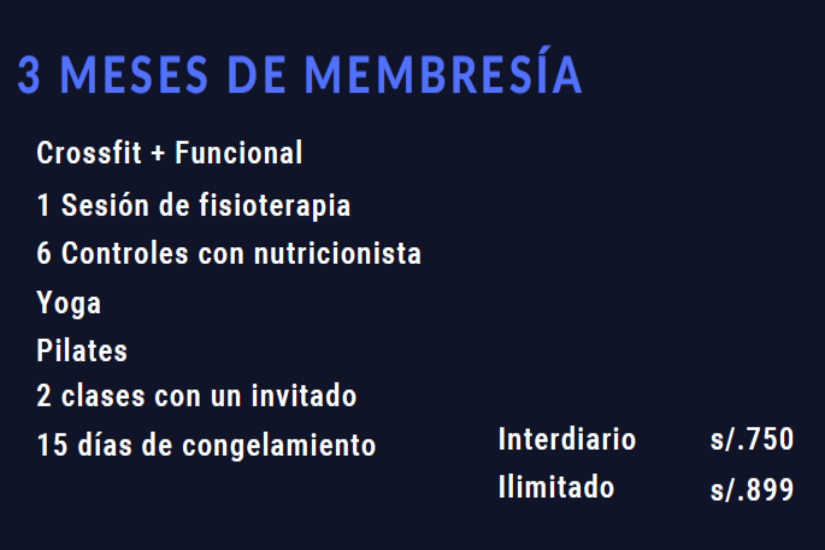 3 MESES DE MEMBRESÍA
Crossfit + Funcional
1 Sesión de fisioterapia
6 Controles con nutricionista
Yoga
Pilates
2 clases con un invitado
15 días de congelamiento
Interdiario s/.750
Ilimitado s/.899